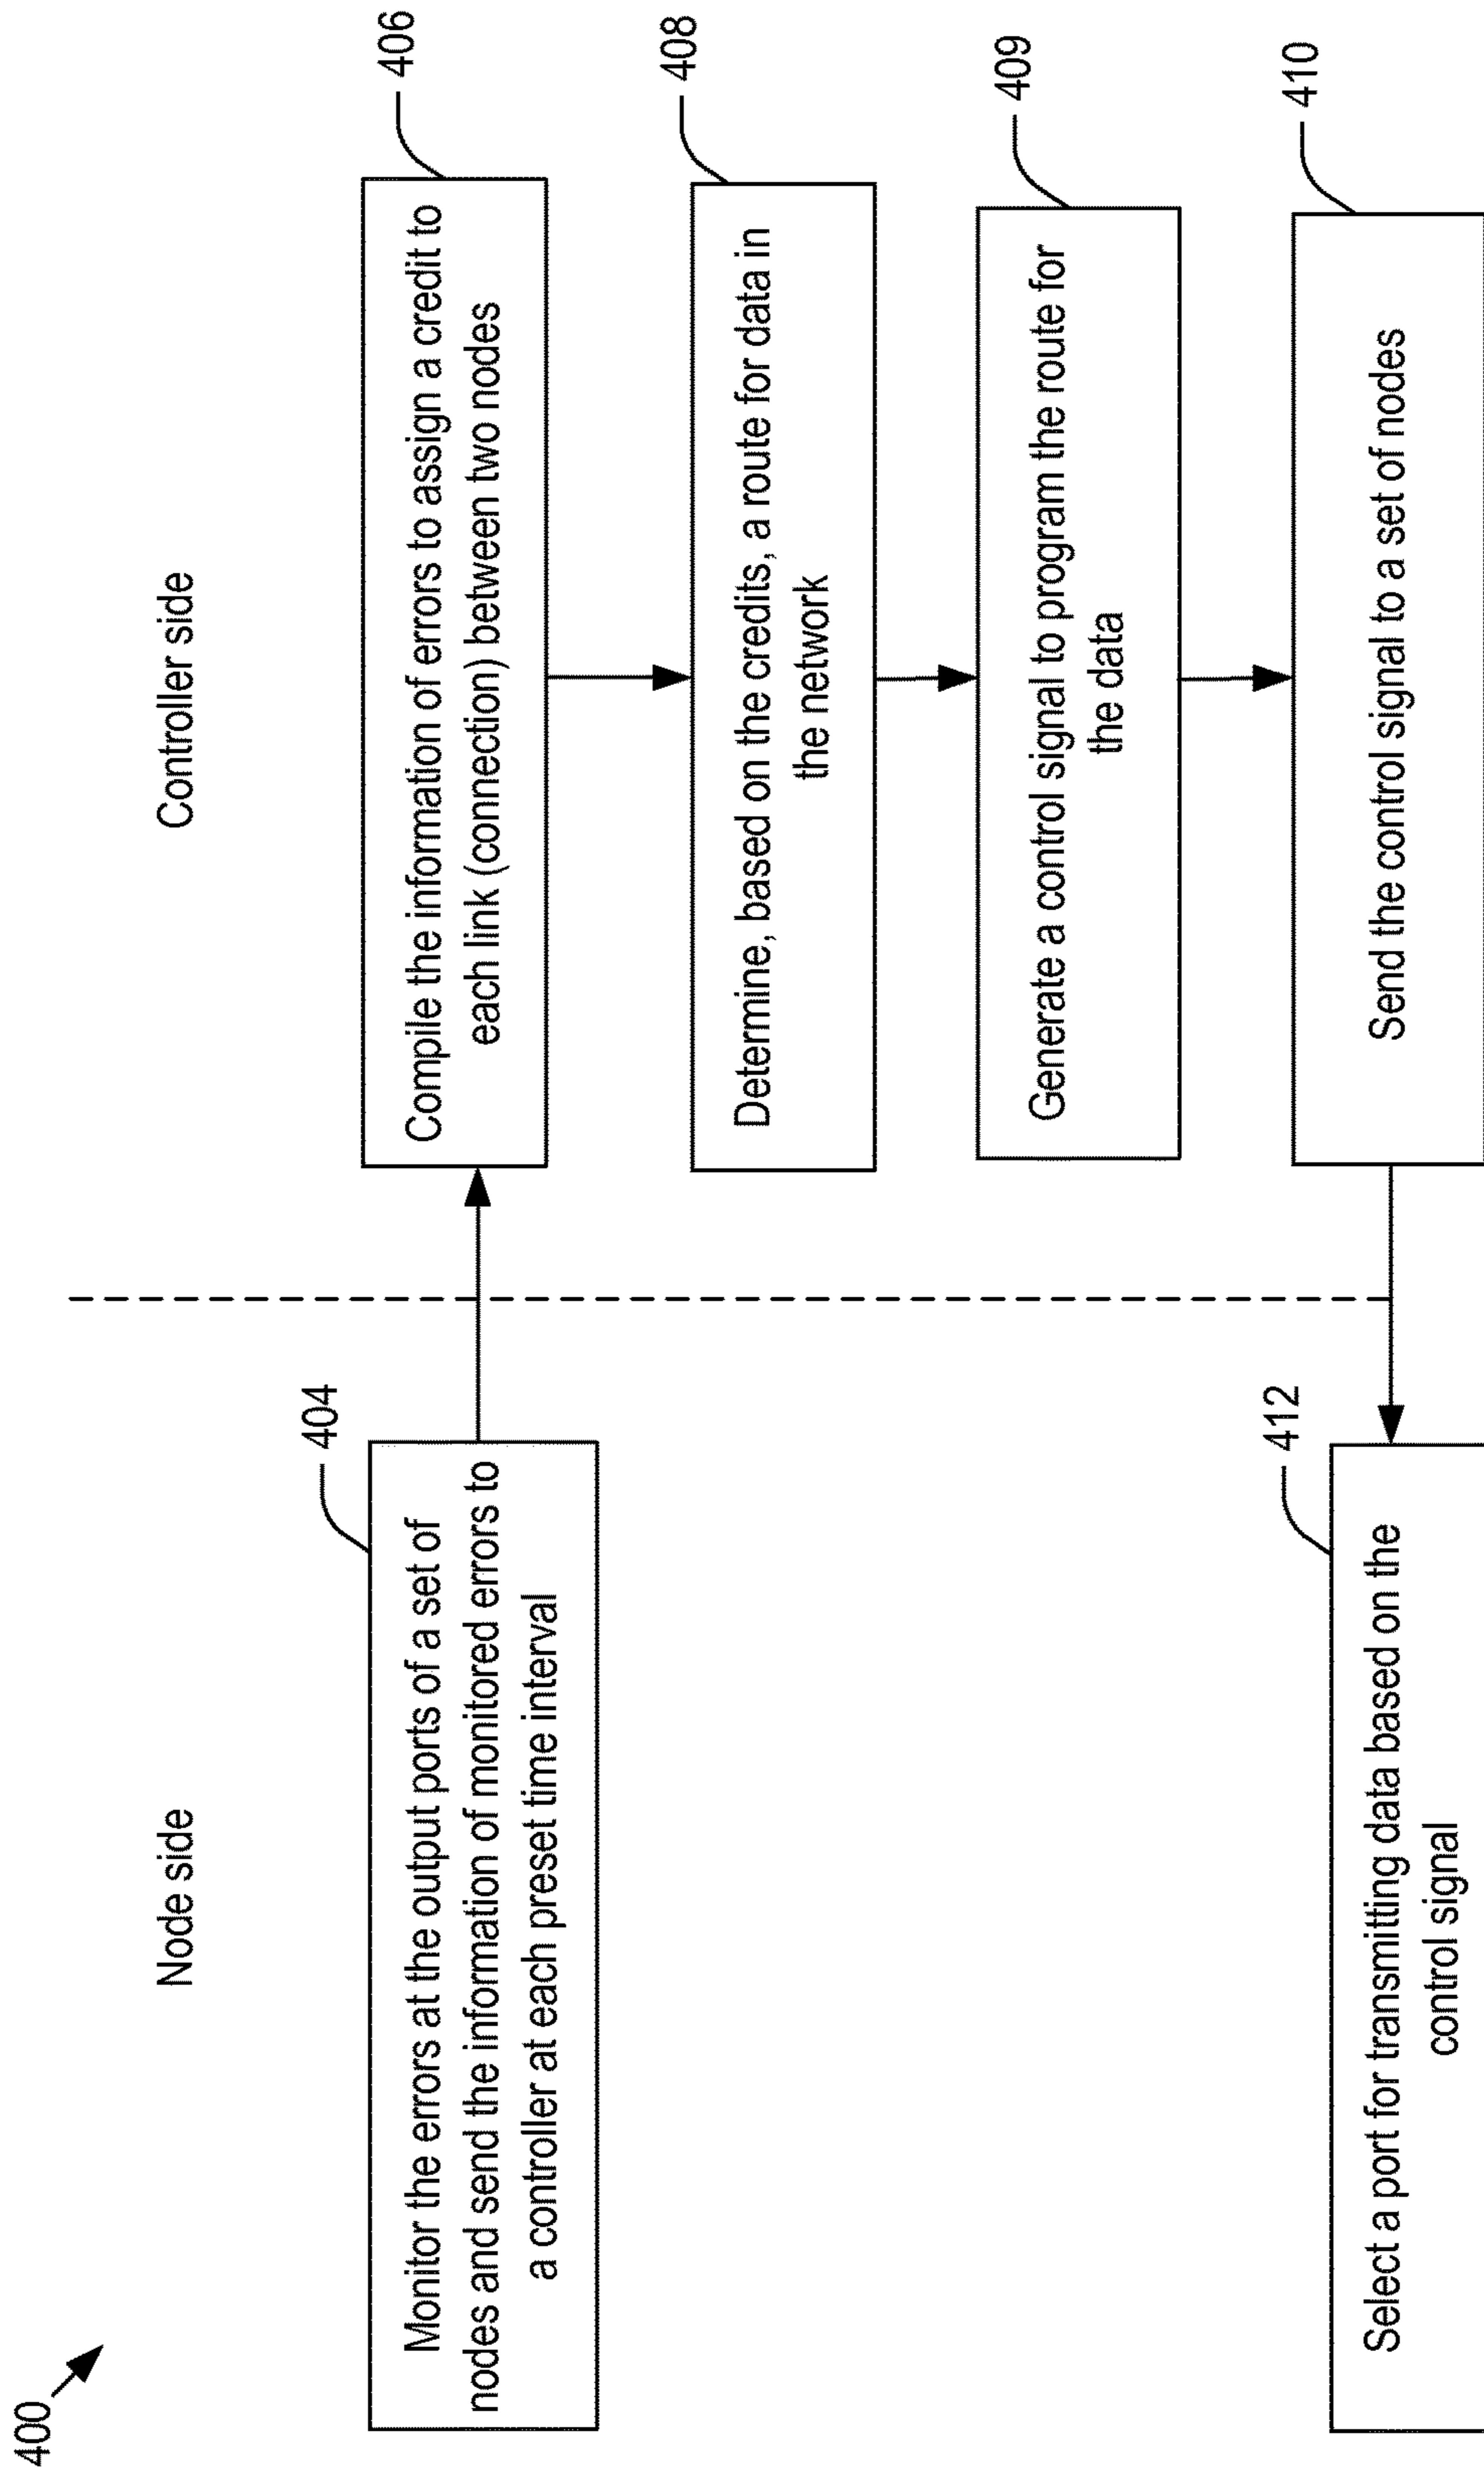 400
Node side
Controller side
404
Monitor the errors at the output ports of a set of
nodes and send the information of monitored errors to
a controller at each preset time interval
406
Compile the information of errors to assign a credit to
each link (connection) between two nodes
408
Determine, based on the credits, a route for data in
the network
409
Generate a control signal to program the route for
the data
410
Send the control signal to a set of nodes
412
Select a port for transmitting data based on the
control signal